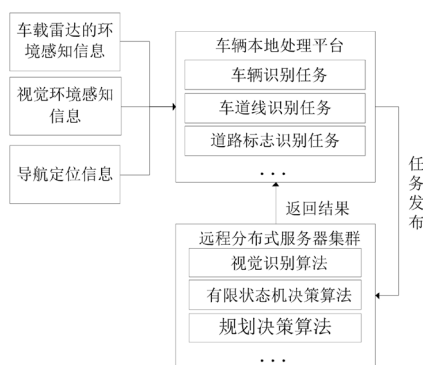 车载雷达的环
境感知信息
视觉环境感知
信息
导航定位信息
车辆本地处理平台
车辆识别任务
车道线识别任务
道路标志识别任务
...
任务发布
返回结果
远程分布式服务器集群
视觉识别算法
有限状态机决策算法
规划决策算法
...